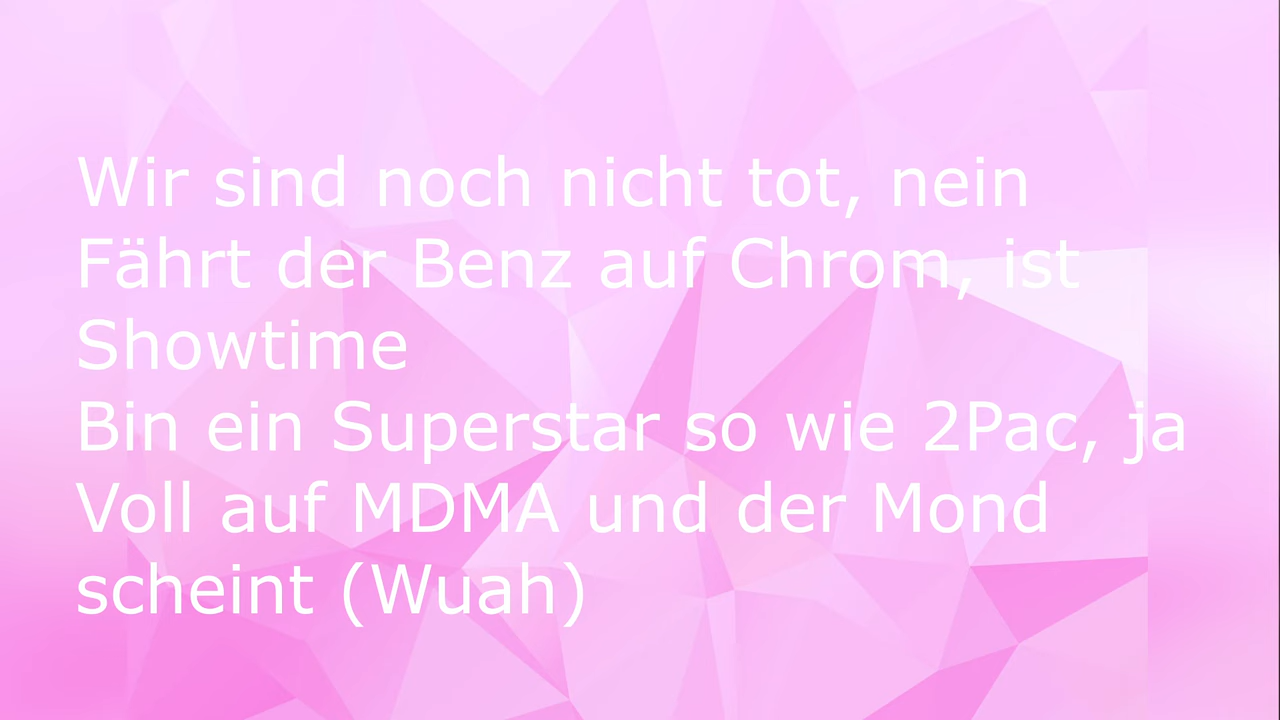 Wir sind noch nicht tot, nein
Fährt der Benz auf Chrom, ist
Showtime
Bin ein Superstar so wie 2Pac, ja
Voll auf MDMA und der Mond
scheint (Wuah)